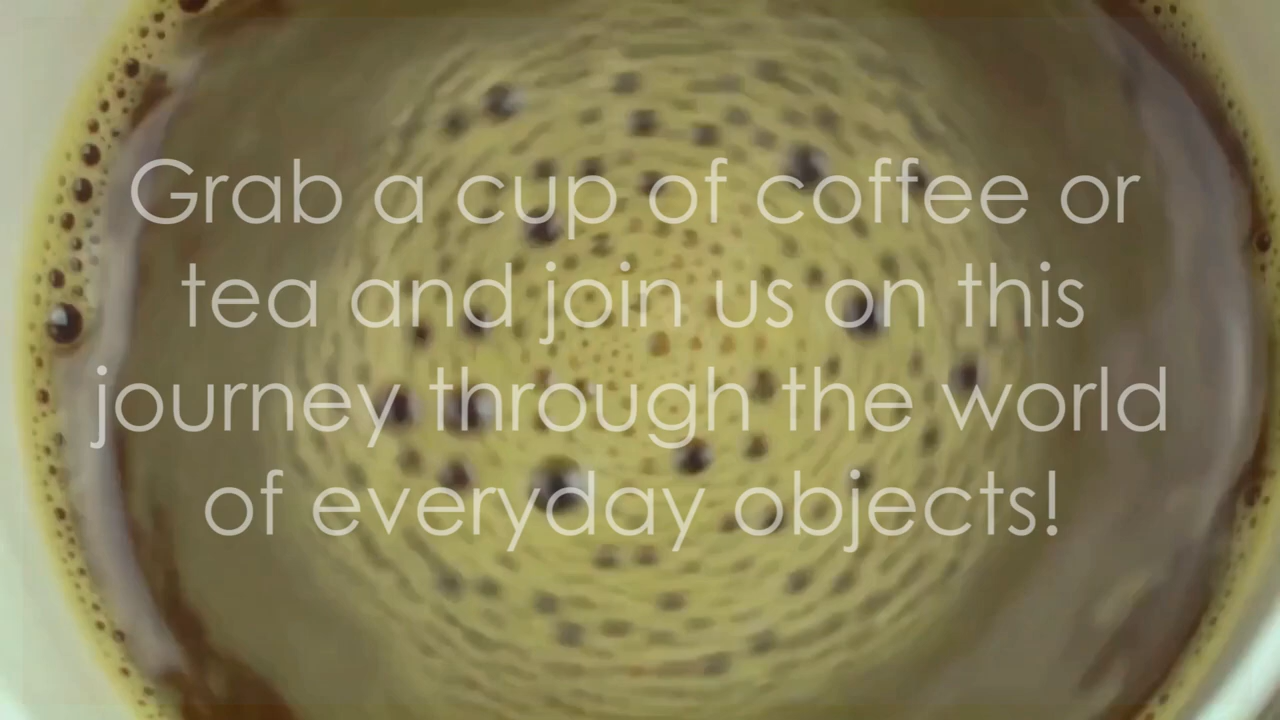 Grab a cup of coffee or
tea and join us on this
journey through the world
of everyday objects!